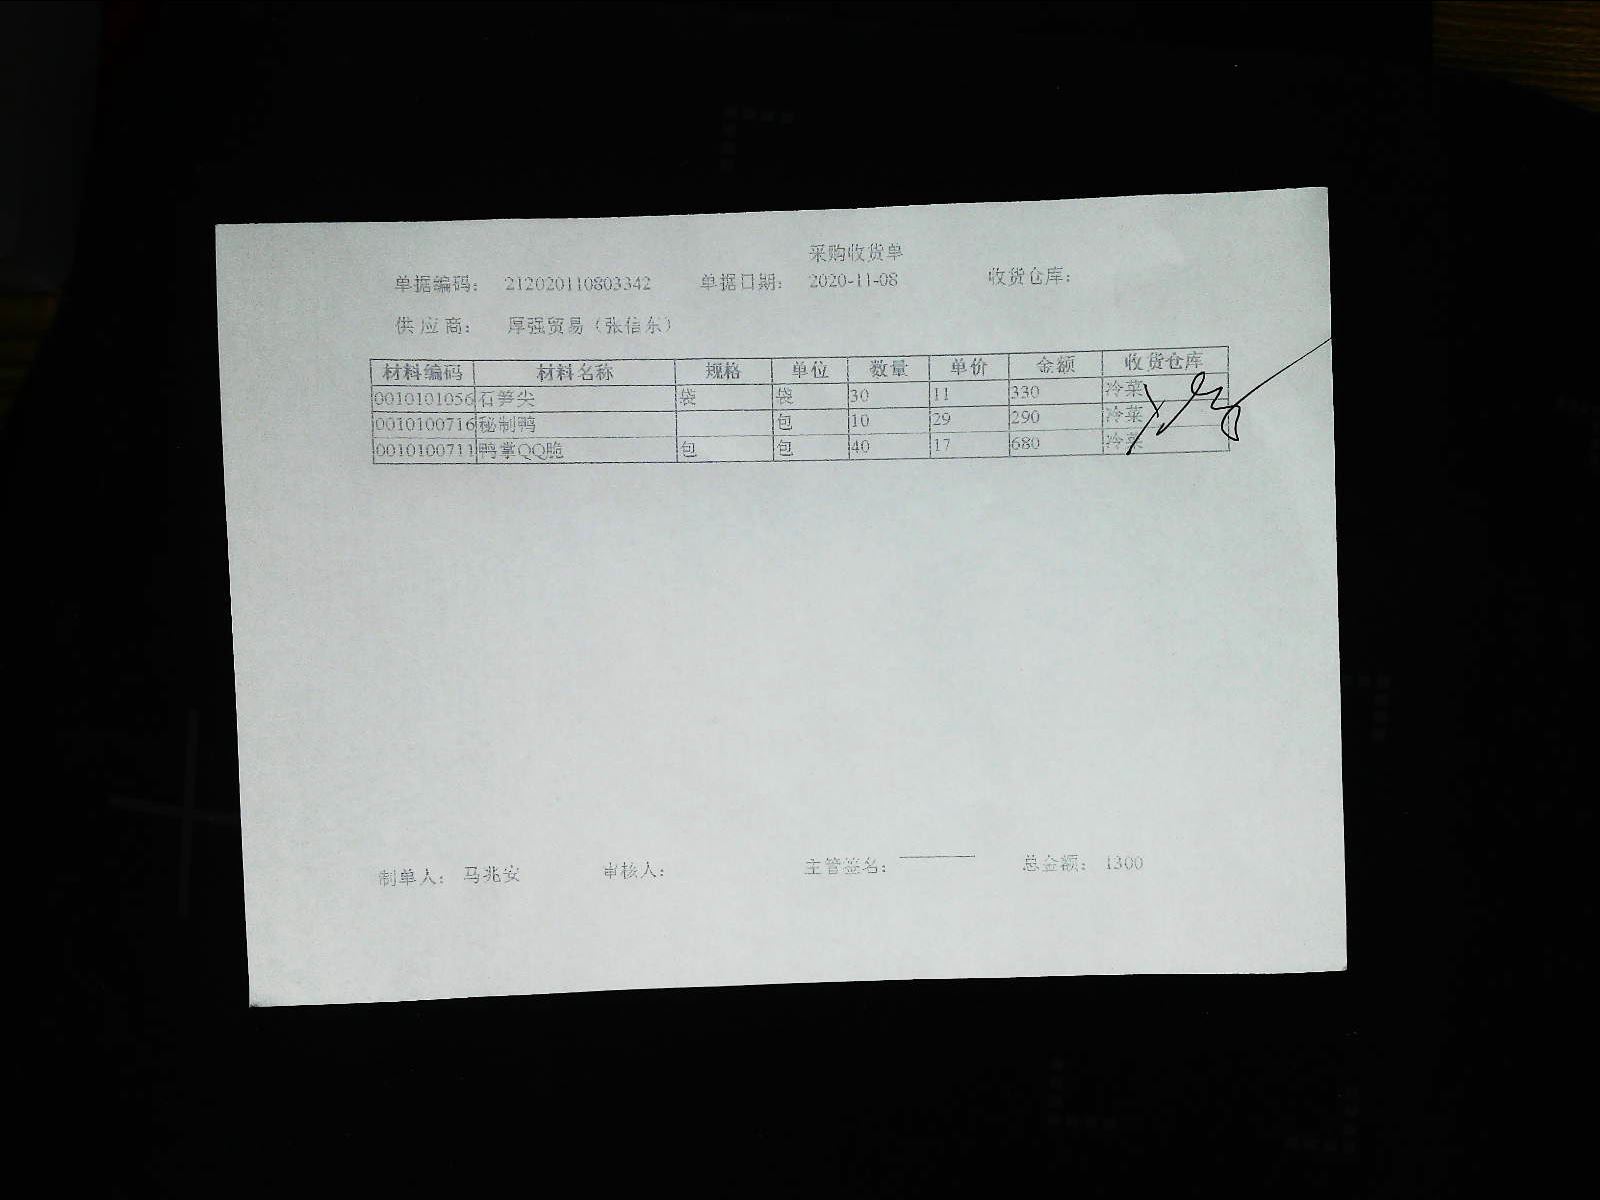 采购收货单
单据编码： 212020110803342 单据日期： 2020-11-08 收货仓库：
供应商： 厚强贸易（张信东）
材料编码 材料名称 规格 单位 数量 单价 金额 收货仓库
0010101056 石笋尖 袋 袋 30 11 330 冷菜
0010100716 秘制鸭 包 10 29 290 冷菜
0010100711 鸭掌QQ脆 包 包 40 17 680 冷菜
制单人： 马兆安 审核人： 主管签名： 总金额： 1300